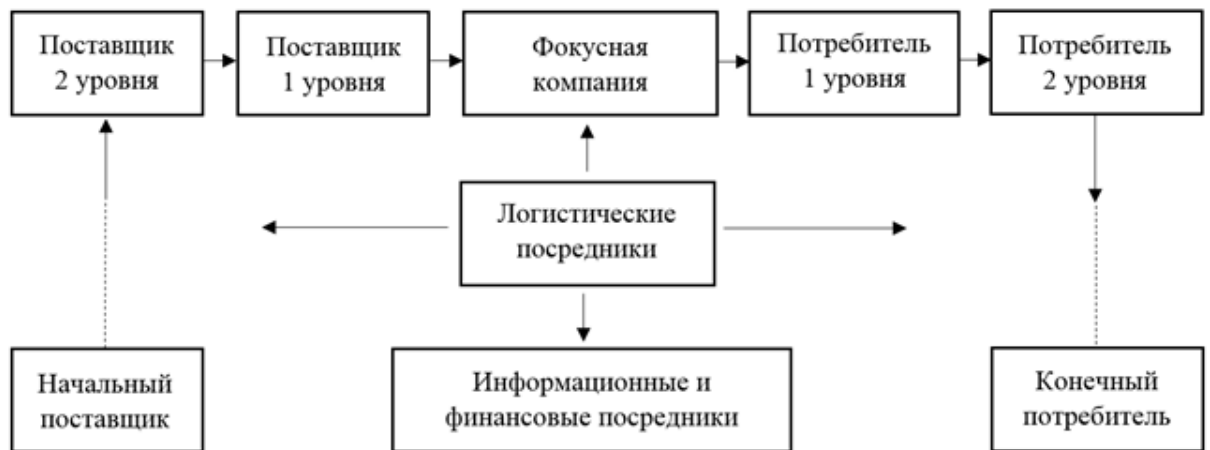 Поставщик
2 уровня
Поставщик
1 уровня
Фокусная
компания
Потребитель
1 уровня
Потребитель
2 уровня
Логистические
посредники
Начальный
поставщик
Информационные и
финансовые посредники
Конечный
потребитель